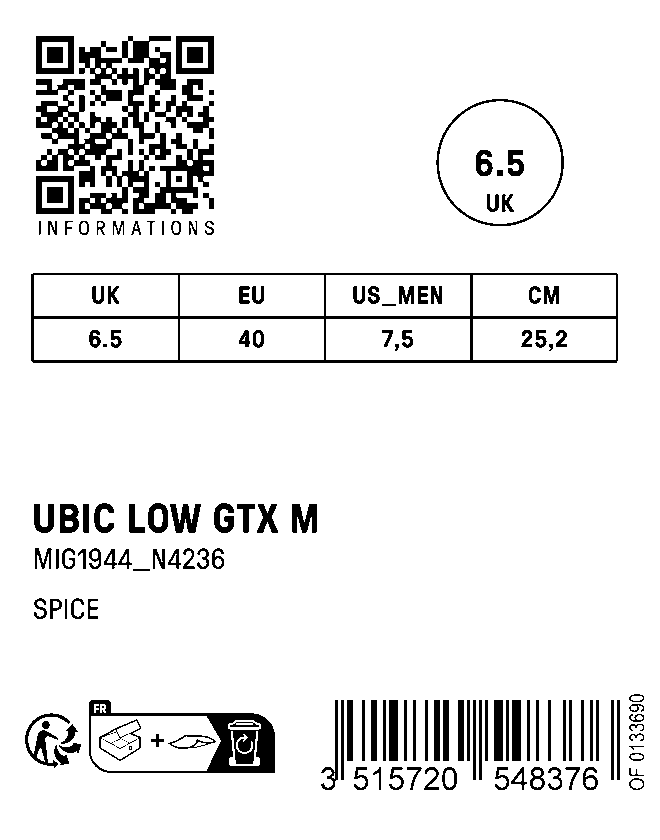 INFORMATIONS
6.5
UK
UK EU US_MEN CM
6.5 40 7,5 25,2
UBIC LOW GTX M
MIG1944_N4236
SPICE
FR
+
3 515720 548376
OF 0133690